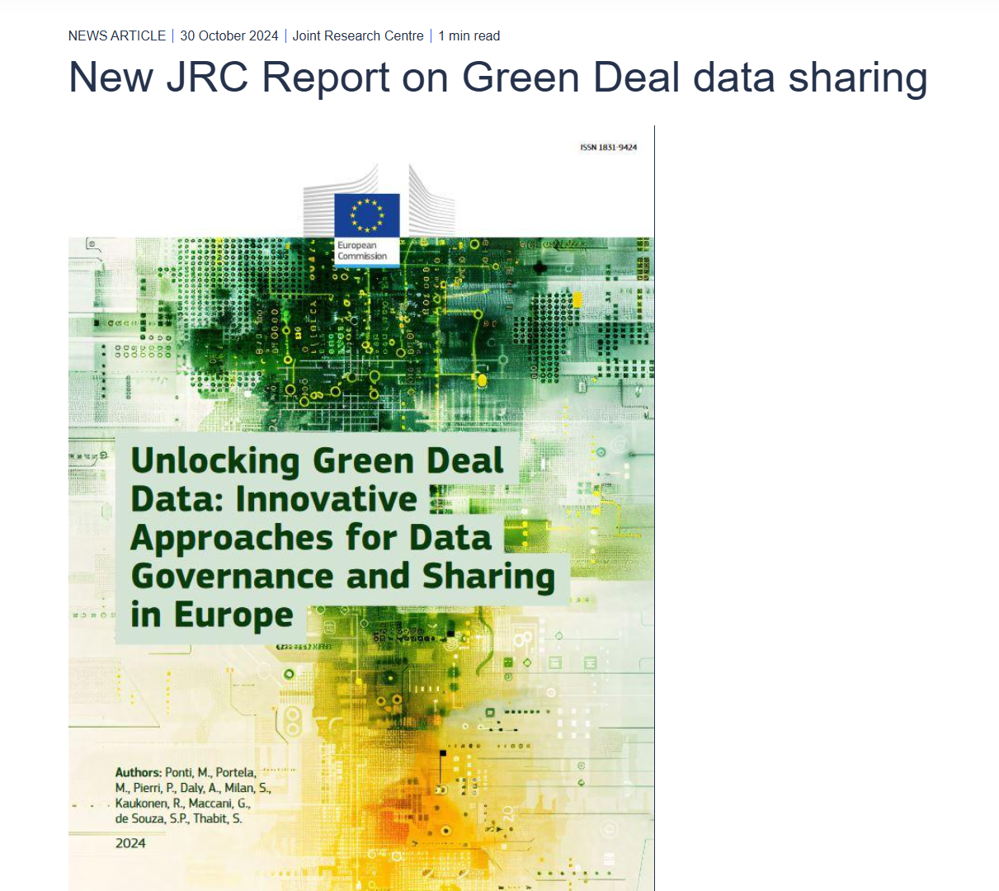 NEWS ARTICLE | 30 October 2024 | Joint Research Centre | 1 min read
New JRC Report on Green Deal data sharing
ISSN 1831-9424
European
Commission
Unlocking Green Deal
Data: Innovative
Approaches for Data
Governance and Sharing
in Europe
Authors: Ponti, M., Portela,
M., Pierri, P., Daly, A., Milan, S.,
Kaukonen, R., Maccani, G.,
de Souza, S.P., Thabit, S.
2024